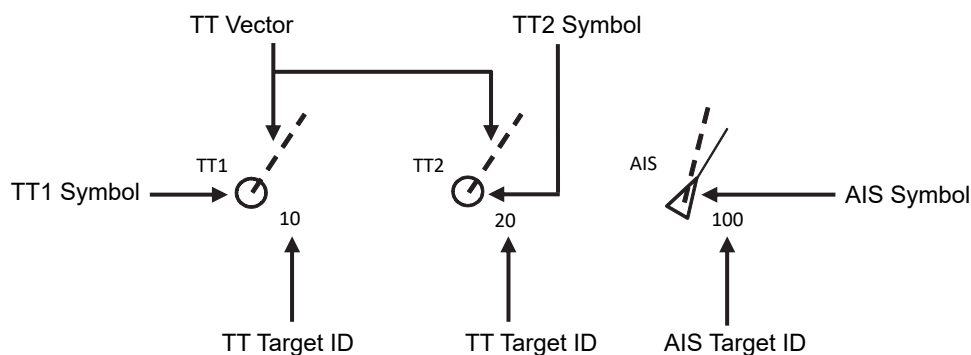 TT Vector
TT2 Symbol
TT1
TT2
AIS
TT1 Symbol
AIS Symbol
10
20
100
TT Target ID
TT Target ID
AIS Target ID